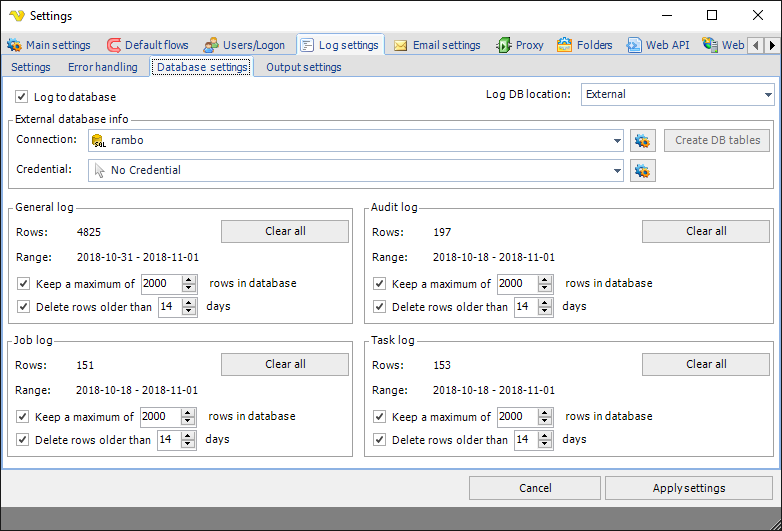 Settings
Main settings Default flows Users/Logon Log settings Email settings Proxy Folders Web API Web
Settings Error handling Database settings Output settings
Log to database Log DB location: External
External database info
Connection: SQL rambo Create DB tables
Credential: No Credential
General log Audit log
Rows: 4825 Clear all Rows: 197 Clear all
Range: 2018-10-31 - 2018-11-01 Range: 2018-10-18 - 2018-11-01
Keep a maximum of 2000 rows in database Keep a maximum of 2000 rows in database
Delete rows older than 14 days Delete rows older than 14 days
Job log Task log
Rows: 151 Clear all Rows: 153 Clear all
Range: 2018-10-18 - 2018-11-01 Range: 2018-10-18 - 2018-11-01
Keep a maximum of 2000 rows in database Keep a maximum of 2000 rows in database
Delete rows older than 14 days Delete rows older than 14 days
Cancel Apply settings